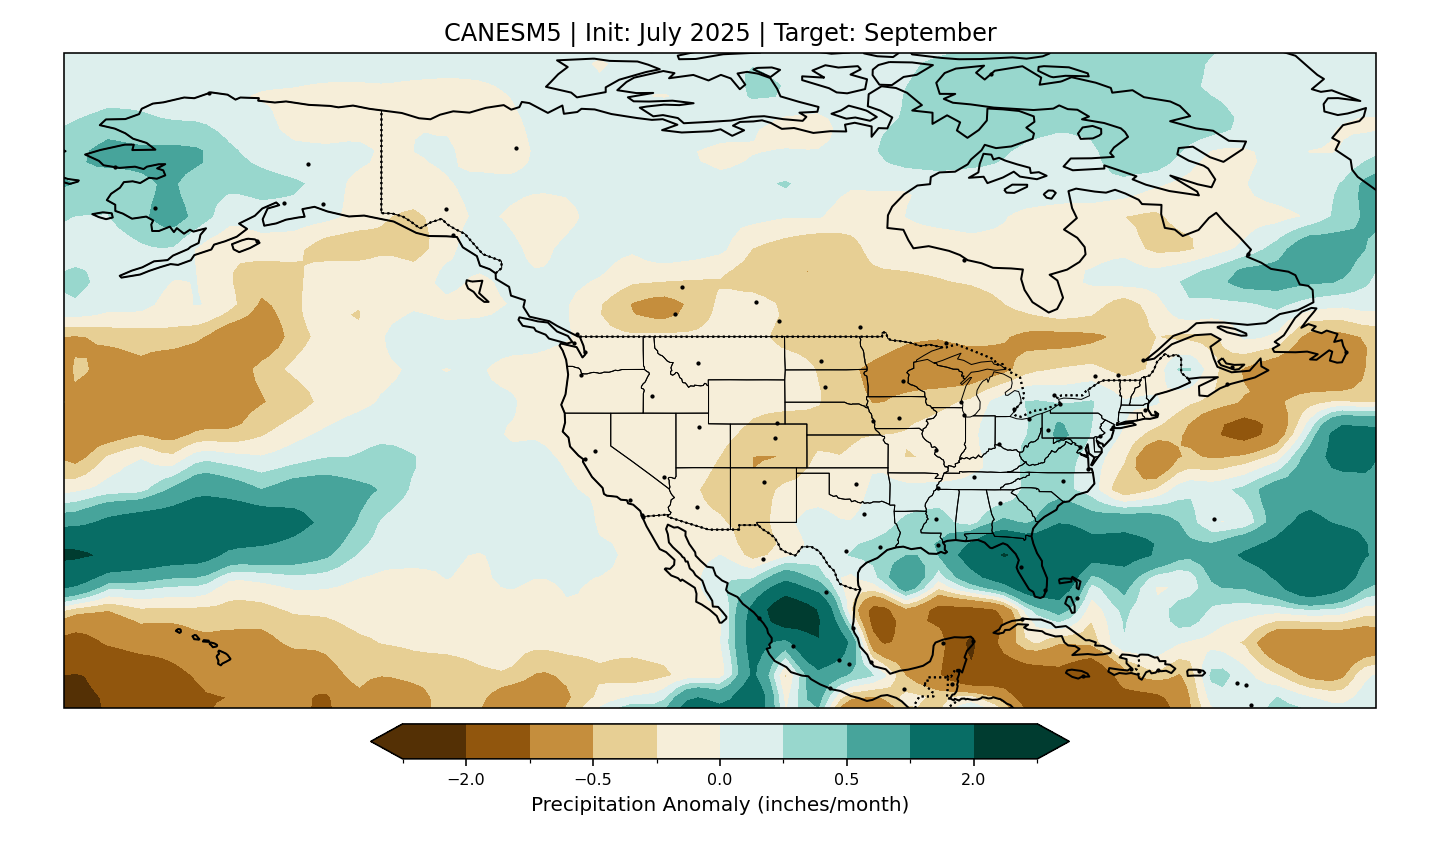 CANESM5 | Init: July 2025 | Target: September
−2.0 −0.5 0.0 0.5 2.0
Precipitation Anomaly (inches/month)